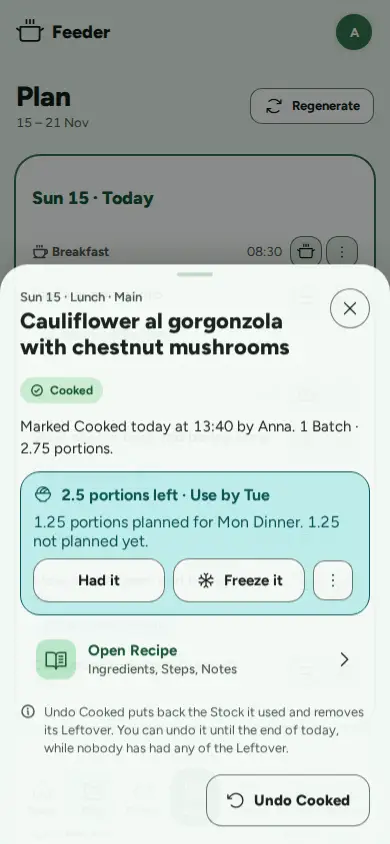 Feeder
A
Plan
15 – 21 Nov
Regenerate
Sun 15 · Today
Breakfast
08:30
Sun 15 · Lunch · Main
Cauliflower al gorgonzola
with chestnut mushrooms
Cooked
Marked Cooked today at 13:40 by Anna. 1 Batch ·
2.75 portions.
2.5 portions left · Use by Tue
1.25 portions planned for Mon Dinner. 1.25
not planned yet.
Had it
Freeze it
Open Recipe
Ingredients, Steps, Notes
Undo Cooked puts back the Stock it used and removes
its Leftover. You can undo it until the end of today,
while nobody has had any of the Leftover.
Undo Cooked